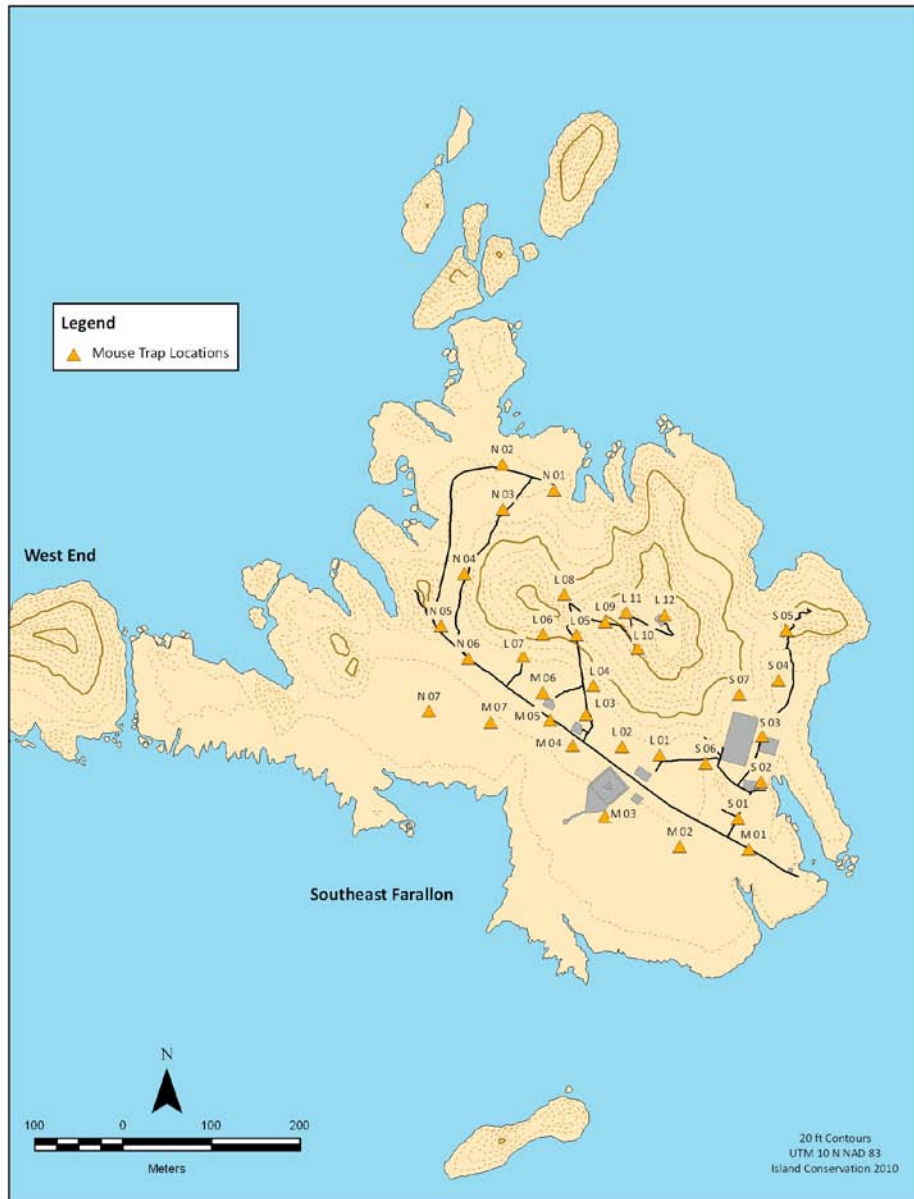 Legend
Mouse Trap Locations
N 02
N 01
N 03
N 04
L 08
L 11
L 12
L 09
N 05
L 06
L 05
S 05
L 10
N 06
L 07
S 04
M 06
L 04
S 07
N 07
M 07
M 05
L 03
S 03
M 04
L 02
L 01
S 06
S 02
S 01
M 03
M 02
M 01
West End
Southeast Farallon
N
100 0 100 200
Meters
20 ft Contours
UTM 10 N NAD 83
Island Conservation 2010